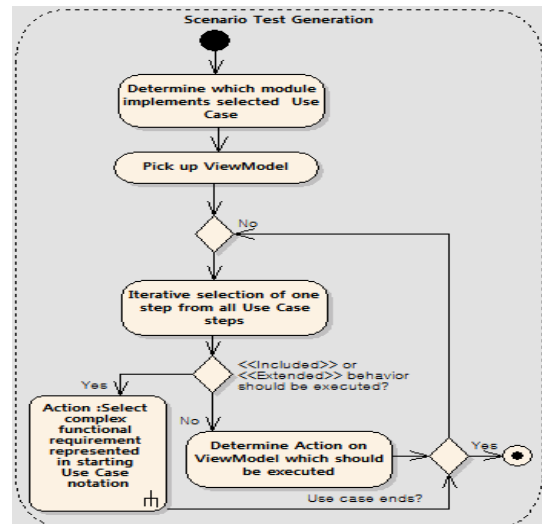 Scenario Test Generation
Determine which module
implements selected Use
Case
Pick up ViewModel
No
Iterative selection of one
step from all Use Case
steps
<<Included>> or
<<Extended>> behavior
should be executed?
Yes
Action :Select
complex
functional
requirement
represented
in starting
Use Case
notation
No
Determine Action on
ViewModel which should
be executed
Yes
Use case ends?